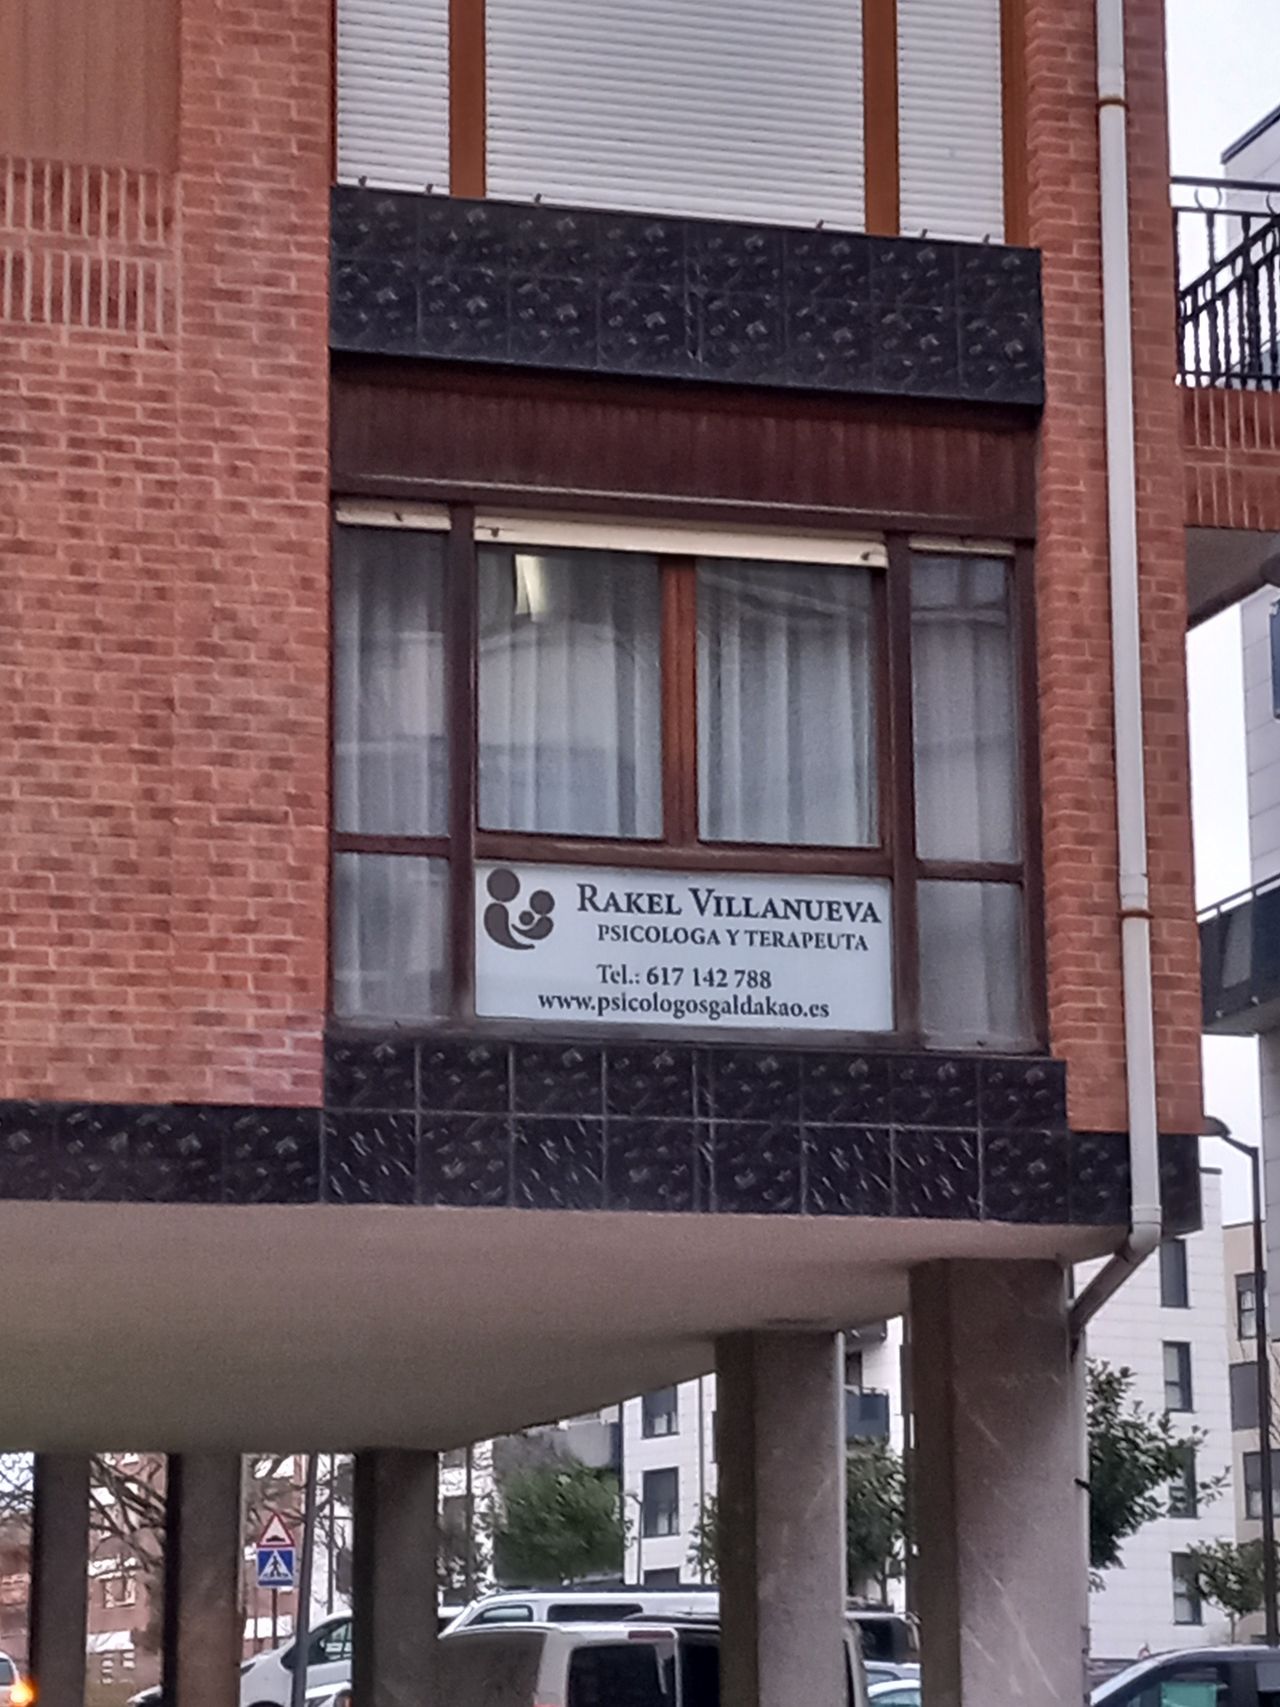 RAKEL VILLANUEVA
PSICOLOGA Y TERAPEUTA
Tel.: 617 142 788
www.psicologosgaldakao.es